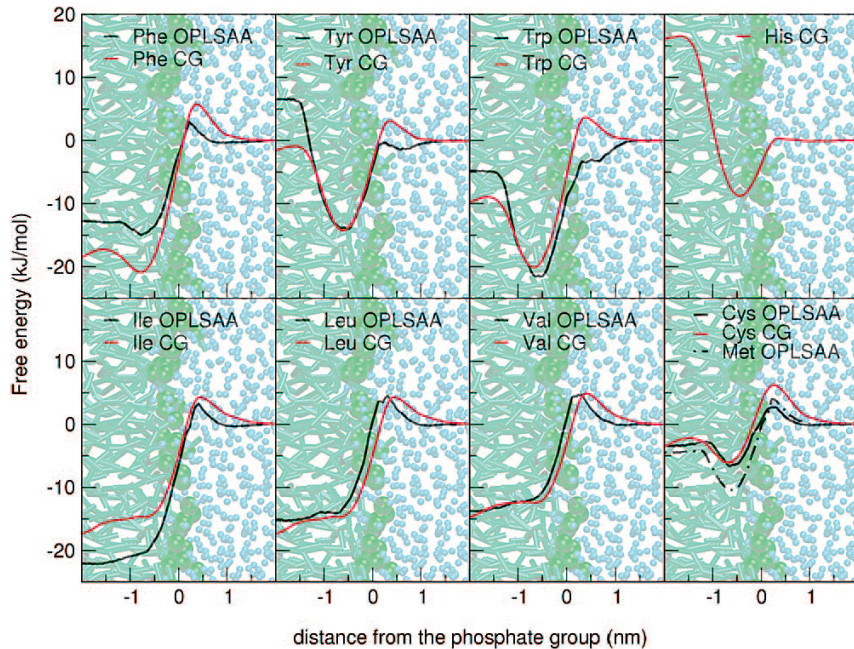 20
Phe OPLSAA
Phe CG
Tyr OPLSAA
Tyr CG
Trp OPLSAA
Trp CG
His CG
10
0
-10
-20
Free energy (kJ/mol)
Ile OPLSAA
Ile CG
Leu OPLSAA
Leu CG
Val OPLSAA
Val CG
Cys OPLSAA
Cys CG
Met OPLSAA
10
0
-10
-20
-1 0 1 -1 0 1 -1 0 1 -1 0 1
distance from the phosphate group (nm)